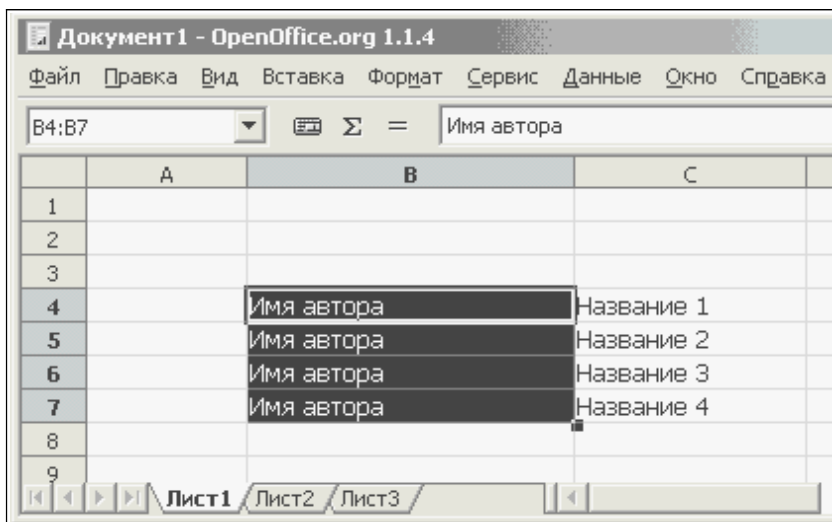 Документ1 - OpenOffice.org 1.1.4
Файл Правка Вид Вставка Формат Сервис Данные Окно Справка
B4:B7 Σ = Имя автора
A B C
1
2
3
4 Имя автора Название 1
5 Имя автора Название 2
6 Имя автора Название 3
7 Имя автора Название 4
8
9
Лист1 Лист2 Лист3